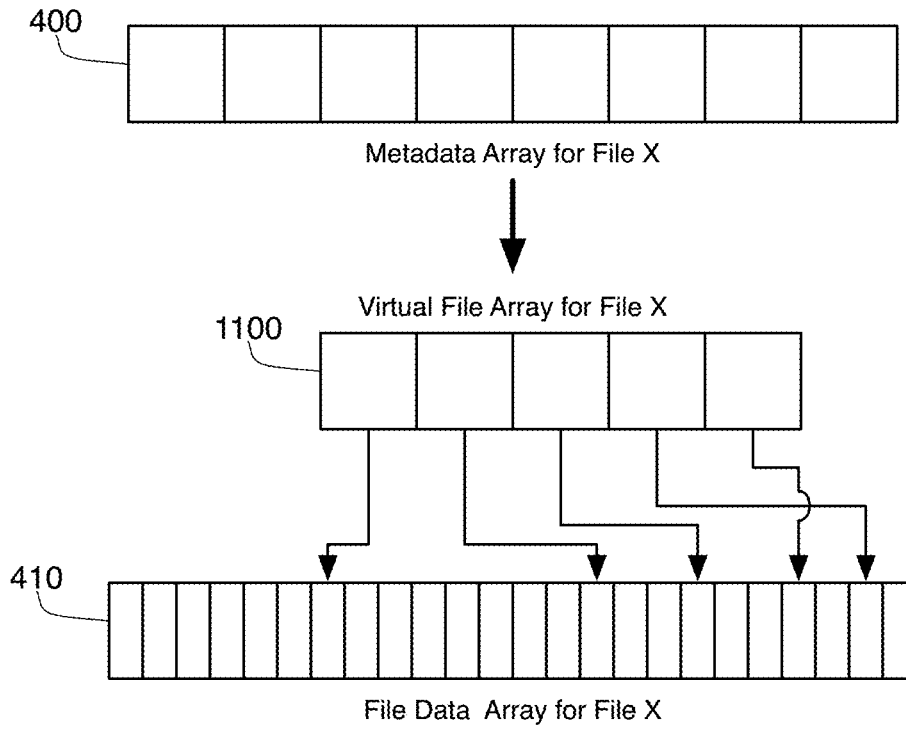 400
Metadata Array for File X
Virtual File Array for File X
1100
410
File Data Array for File X